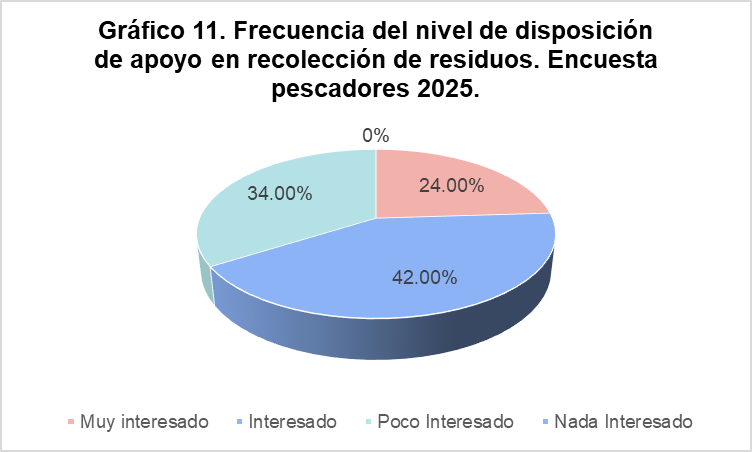 Gráfico 11. Frecuencia del nivel de disposición
de apoyo en recolección de residuos. Encuesta
pescadores 2025.
0%
34.00%
24.00%
42.00%
Muy interesado
Interesado
Poco Interesado
Nada Interesado